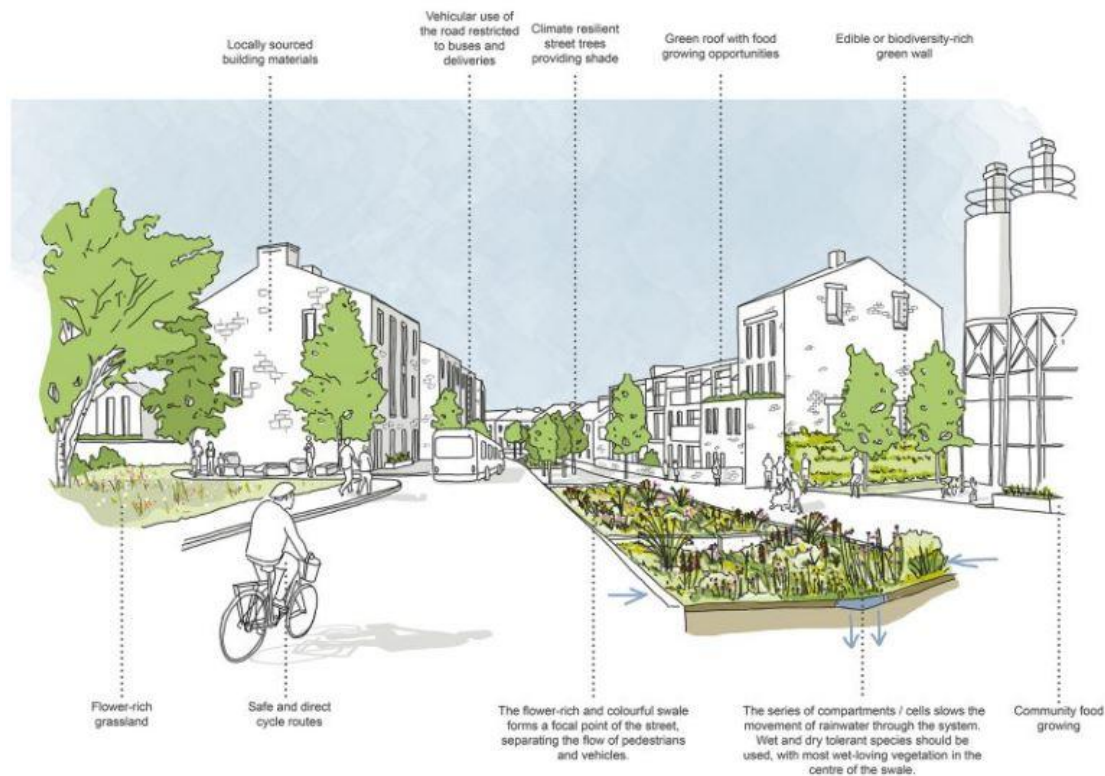 Locally sourced
building materials
Vehicular use of
the road restricted
to buses and
deliveries
Climate resilient
street trees
providing shade
Green roof with food
growing opportunities
Edible or biodiversity-rich
green wall
Flower-rich
grassland
Safe and direct
cycle routes
The flower-rich and colourful swale
forms a focal point of the street,
separating the flow of pedestrians
and vehicles.
The series of compartments / cells slows the
movement of rainwater through the system.
Wet and dry tolerant species should be
used, with most wet-loving vegetation in the
centre of the swale.
Community food
growing